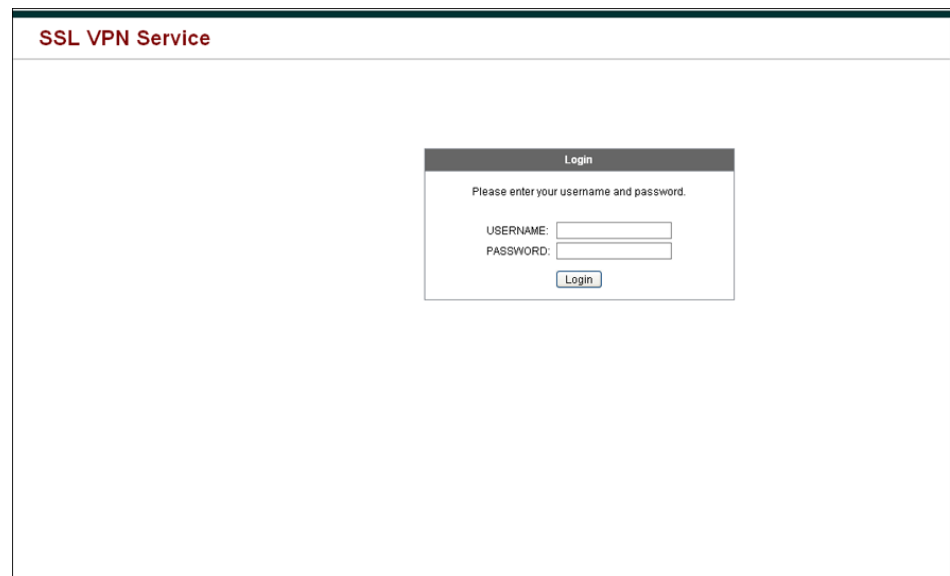 SSL VPN Service
Login
Please enter your username and password.
USERNAME:
PASSWORD:
Login